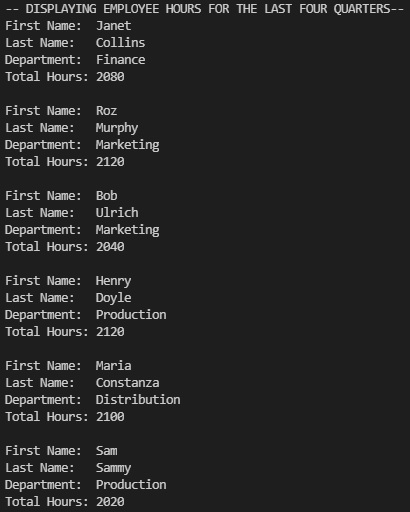 -- DISPLAYING EMPLOYEE HOURS FOR THE LAST FOUR QUARTERS--
First Name:  Janet
Last Name:   Collins
Department:  Finance
Total Hours: 2080

First Name:  Roz
Last Name:   Murphy
Department:  Marketing
Total Hours: 2120

First Name:  Bob
Last Name:   Ulrich
Department:  Marketing
Total Hours: 2040

First Name:  Henry
Last Name:   Doyle
Department:  Production
Total Hours: 2120

First Name:  Maria
Last Name:   Constanza
Department:  Distribution
Total Hours: 2100

First Name:  Sam
Last Name:   Sammy
Department:  Production
Total Hours: 2020